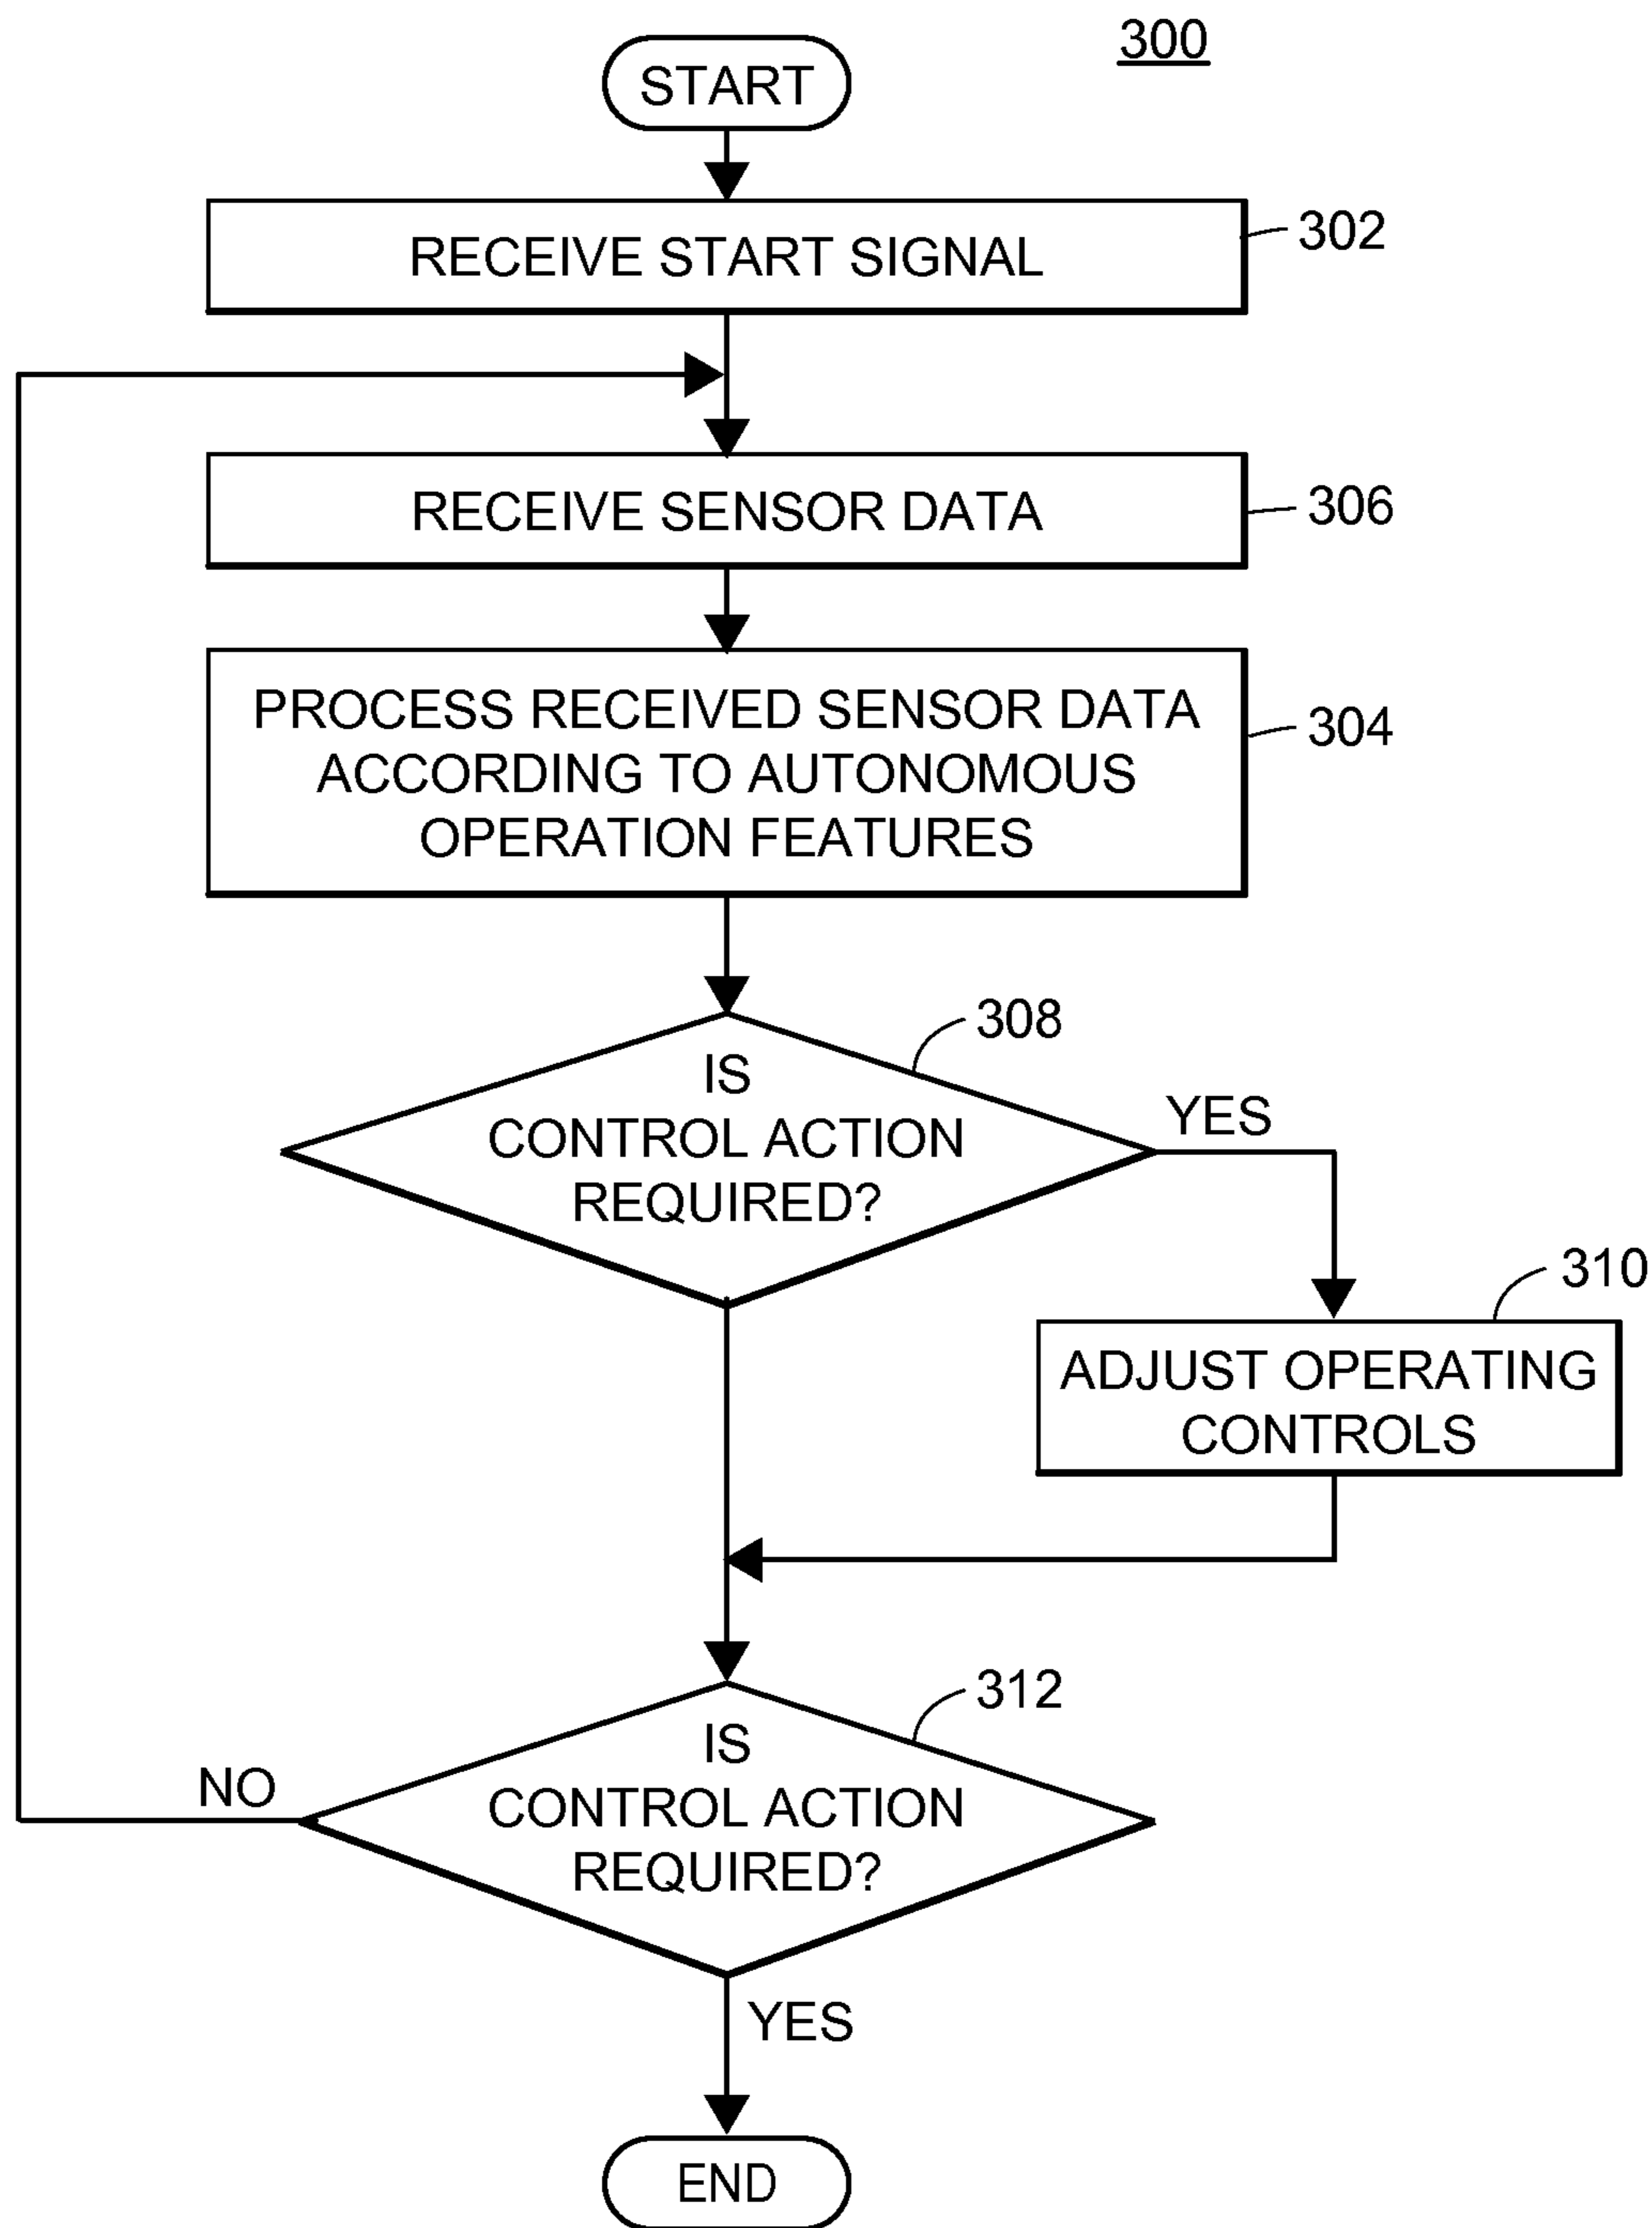 300
START
RECEIVE START SIGNAL
302
RECEIVE SENSOR DATA
306
PROCESS RECEIVED SENSOR DATA
ACCORDING TO AUTONOMOUS
OPERATION FEATURES
304
308
IS
CONTROL ACTION
REQUIRED?
YES
310
ADJUST OPERATING
CONTROLS
312
IS
CONTROL ACTION
REQUIRED?
NO
YES
END